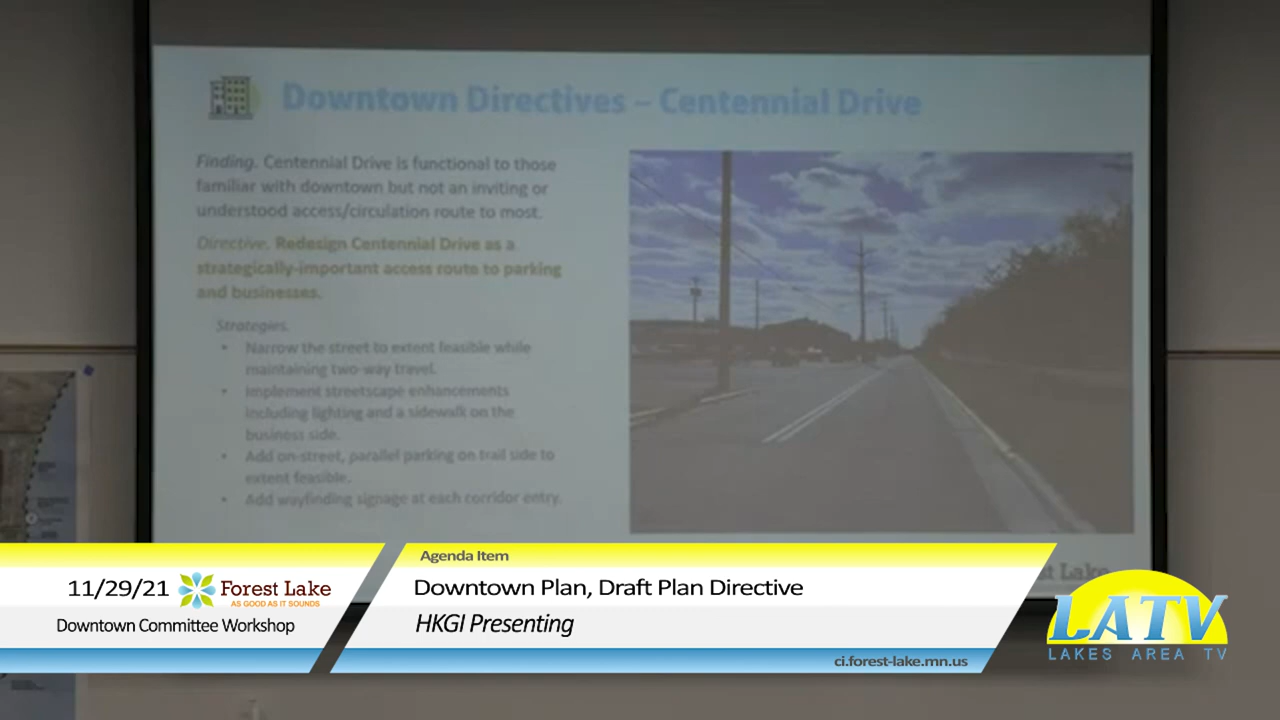 Downtown Directives – Centennial Drive
Finding. Centennial Drive is functional to those
familiar with downtown but not an inviting or
understood access/circulation route to most.
Directive. Redesign Centennial Drive as a
strategically-important access route to parking
and businesses.
Strategies.
• Narrow the street to extent feasible while
maintaining two-way travel.
• Implement streetscape enhancements
including lighting and a sidewalk on the
business side.
• Add on-street, parallel parking on trail side to
extent feasible.
• Add wayfinding signage at each corridor entry.
Agenda Item
11/29/21
Forest Lake
AS GOOD AS IT SOUNDS
Downtown Committee Workshop
Downtown Plan, Draft Plan Directive
HKGI Presenting
ci.forest-lake.mn.us
Lake
LATV
LAKES AREA TV